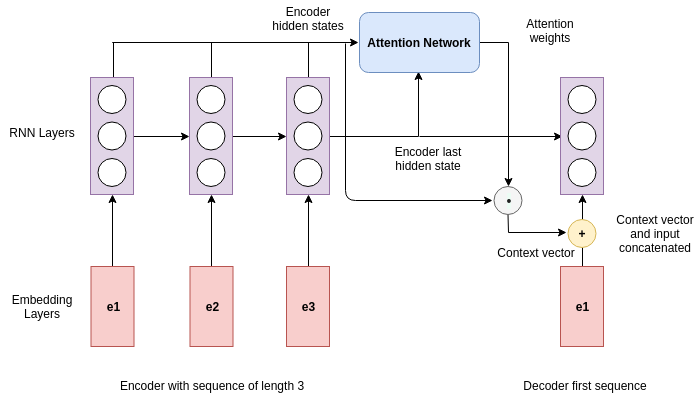 Encoder
hidden states
Attention Network
Attention
weights
RNN Layers
Encoder last
hidden state
•
+
Context vector
and input
concatenated
Context vector
Embedding
Layers
e1
e2
e3
e1
Encoder with sequence of length 3
Decoder first sequence